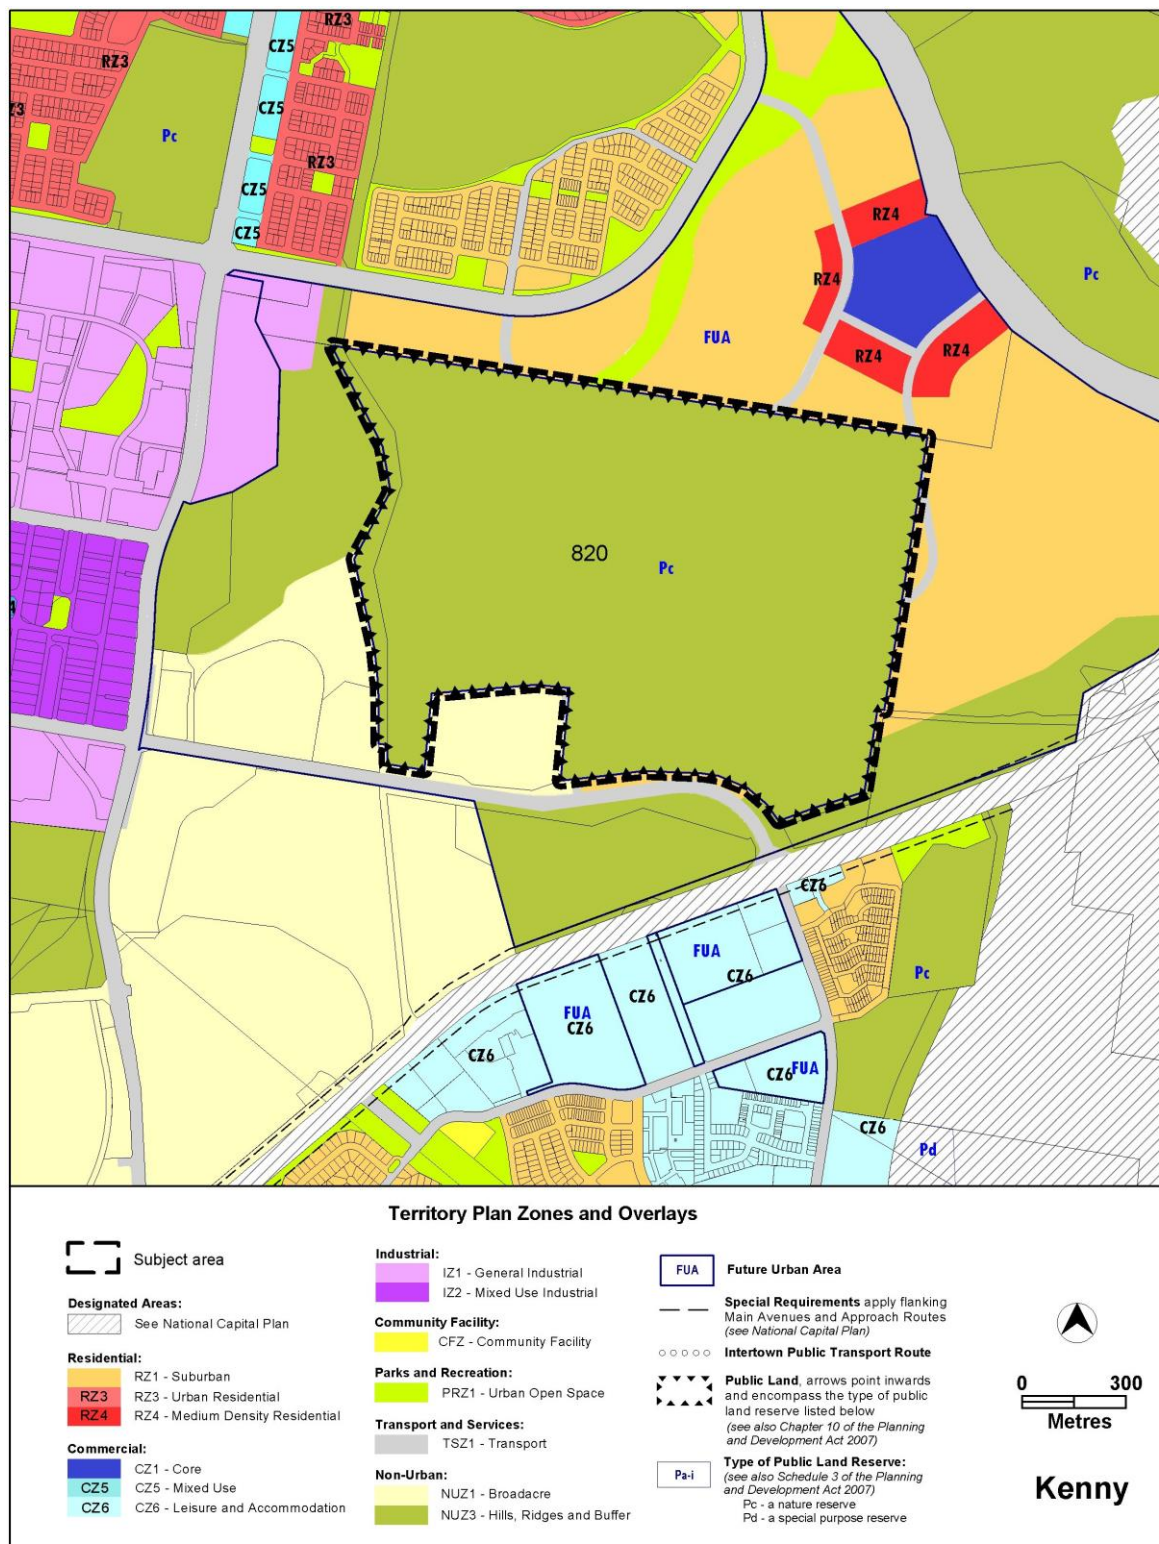 RZ3
CZ5
RZ3
Z3
Pc
CZ5
RZ3
CZ5
CZ5
RZ4
RZ4
FUA
RZ4
RZ4
Pc
820
Pc
4
CZ6
FUA
CZ6
Pc
FUA
CZ6
CZ6
CZ6
CZ6 FUA
CZ6
Pd
Territory Plan Zones and Overlays
Subject area
Designated Areas:
See National Capital Plan
Residential:
RZ1 - Suburban
RZ3 RZ3 - Urban Residential
RZ4 RZ4 - Medium Density Residential
Commercial:
CZ1 - Core
CZ5 CZ5 - Mixed Use
CZ6 CZ6 - Leisure and Accommodation
Industrial:
IZ1 - General Industrial
IZ2 - Mixed Use Industrial
Community Facility:
CFZ - Community Facility
Parks and Recreation:
PRZ1 - Urban Open Space
Transport and Services:
TSZ1 - Transport
Non-Urban:
NUZ1 - Broadacre
NUZ3 - Hills, Ridges and Buffer
FUA Future Urban Area
Special Requirements apply flanking
Main Avenues and Approach Routes
(see National Capital Plan)
Intertown Public Transport Route
Public Land, arrows point inwards
and encompass the type of public
land reserve listed below
(see also Chapter 10 of the Planning
and Development Act 2007)
Type of Public Land Reserve:
Pa-i (see also Schedule 3 of the Planning
and Development Act 2007)
Pc - a nature reserve
Pd - a special purpose reserve
0 300
Metres
Kenny